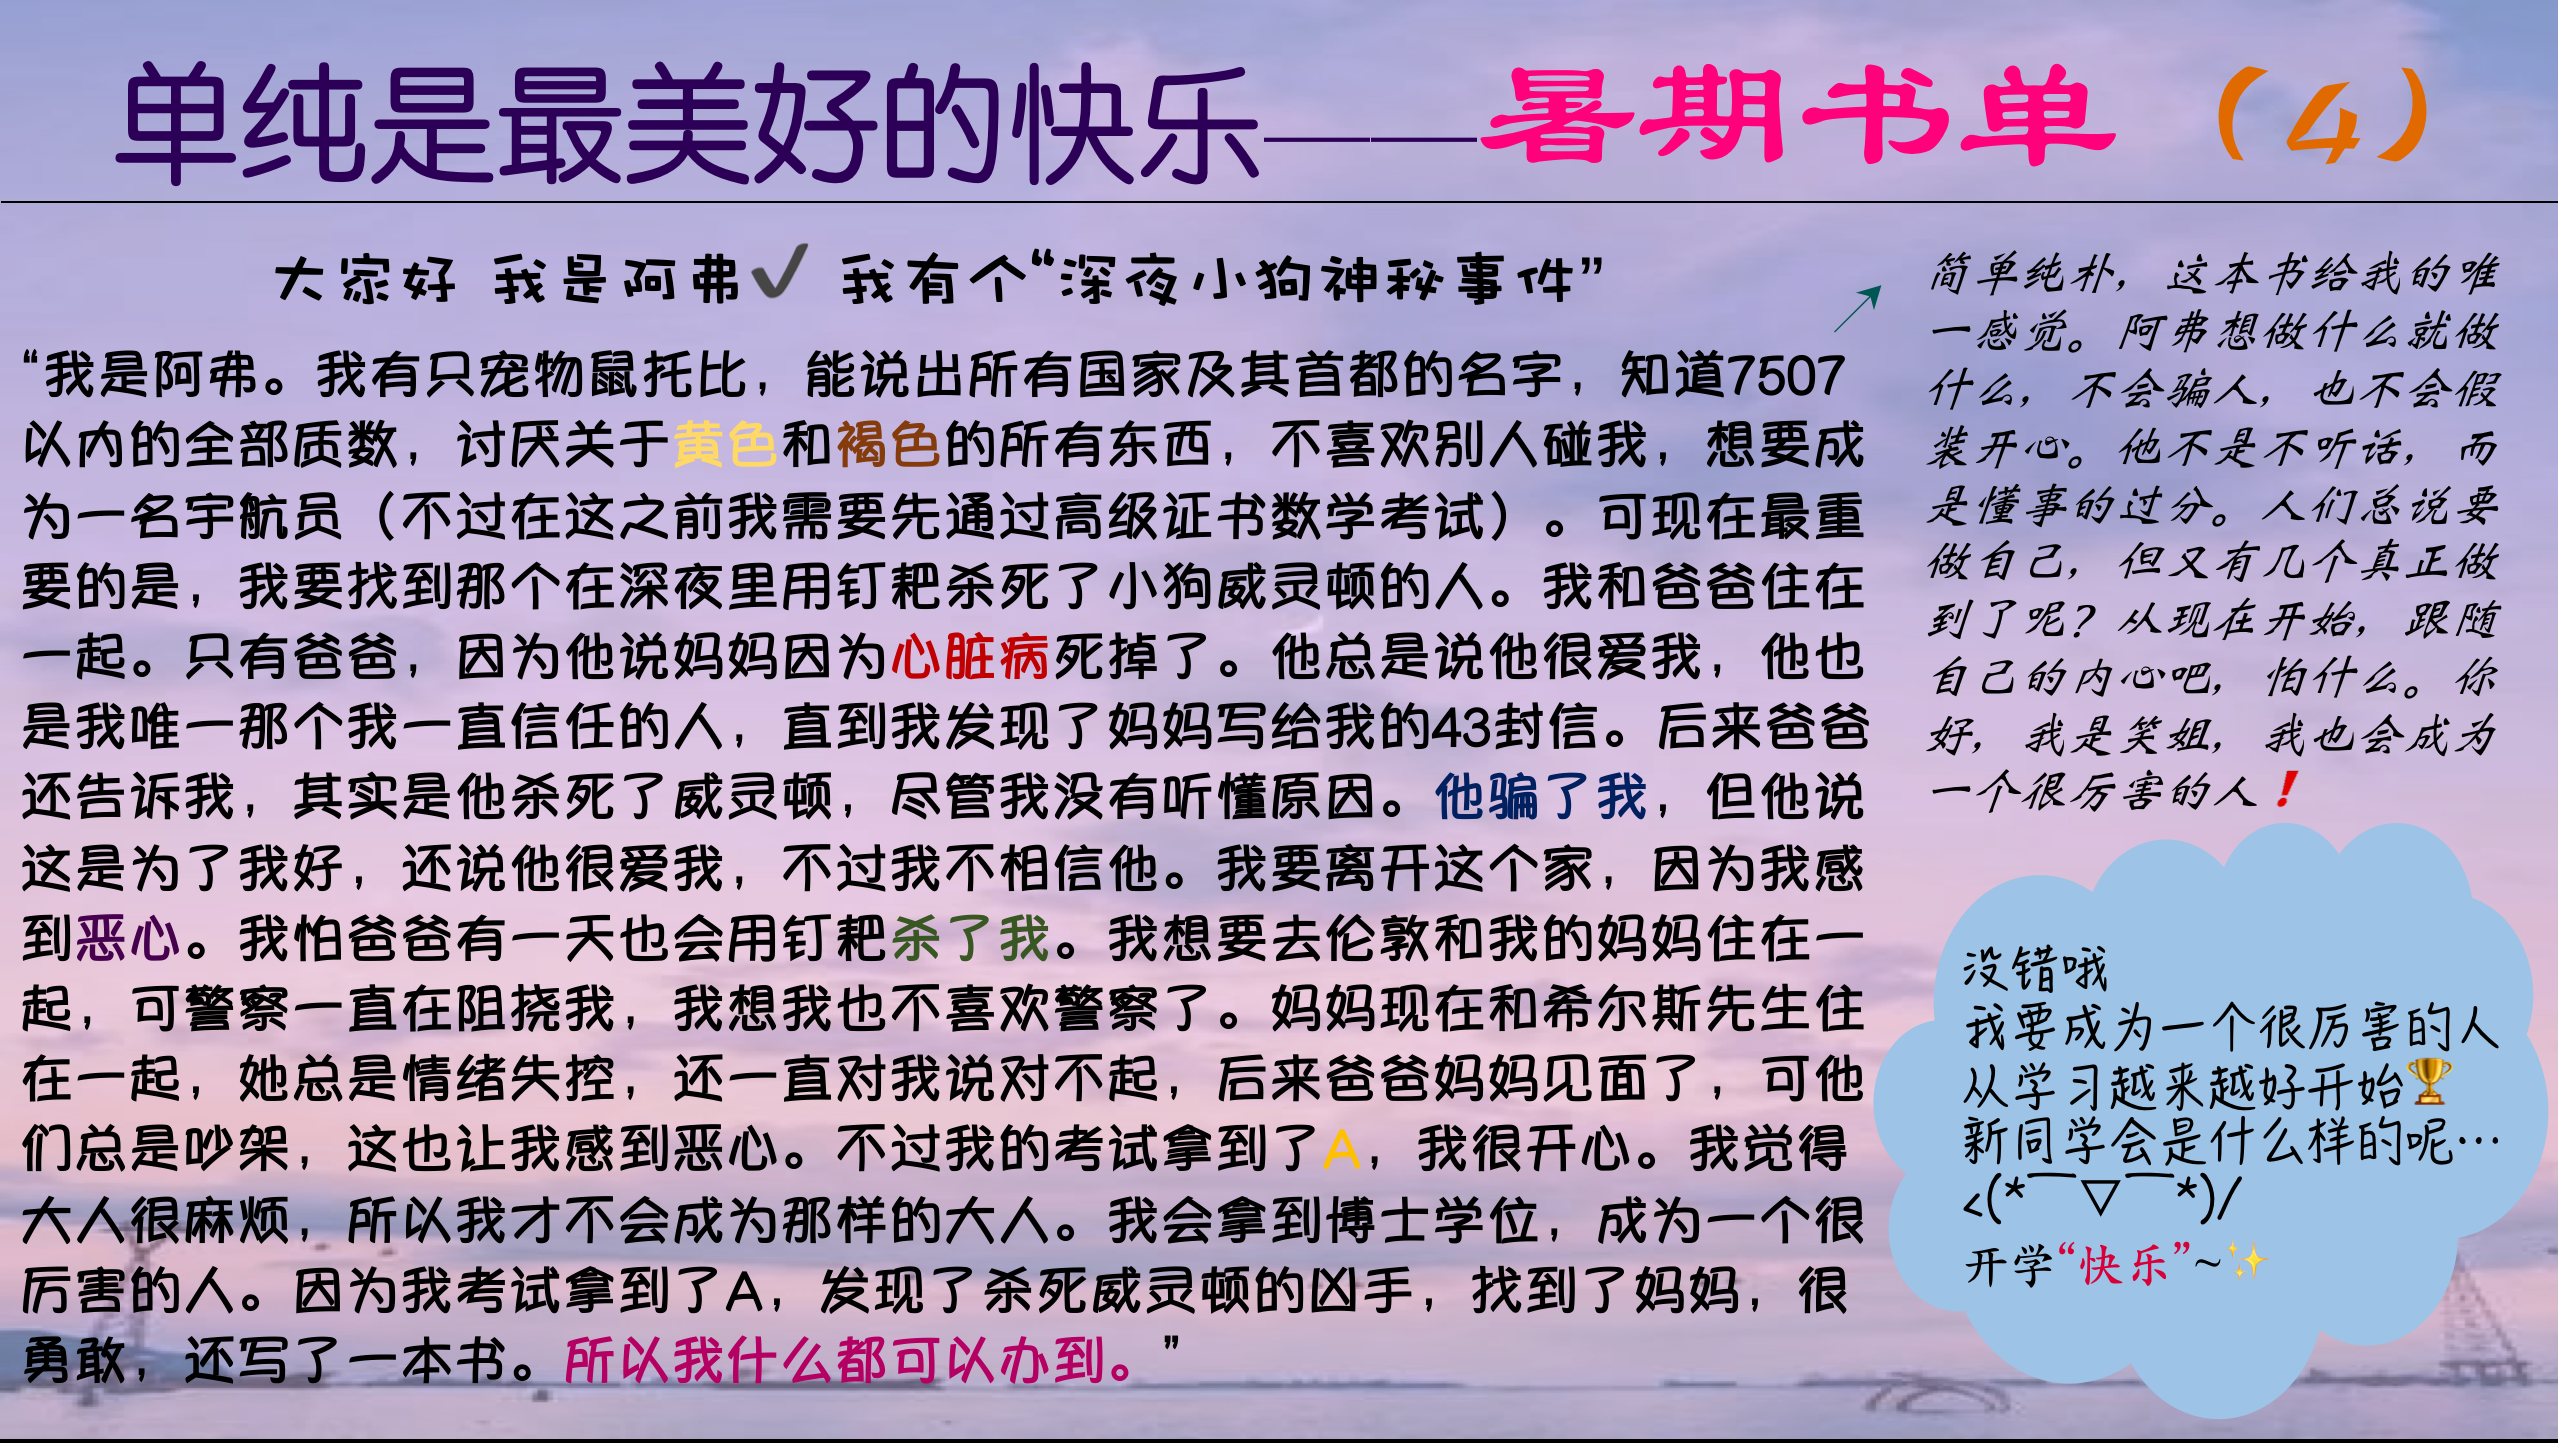 单纯是最美好的快乐——暑期书单（4）
大家好 我是阿弗✔ 我有个“深夜小狗神秘事件”
“我是阿弗。我有只宠物鼠托比，能说出所有国家及其首都的名字，知道7507
以内的全部质数，讨厌关于黄色和褐色的所有东西，不喜欢别人碰我，想要成
为一名宇航员（不过在这之前我需要先通过高级证书数学考试）。可现在最重
要的是，我要找到那个在深夜里用钉耙杀死了小狗威灵顿的人。我和爸爸住在
一起。只有爸爸，因为他说妈妈因为心脏病死掉了。他总是说他很爱我，他也
是我唯一那个我一直信任的人，直到我发现了妈妈写给我的43封信。后来爸爸
还告诉我，其实是他杀死了威灵顿，尽管我没有听懂原因。他骗了我，但他说
这是为了我好，还说他很爱我，不过我不相信他。我要离开这个家，因为我感
到恶心。我怕爸爸有一天也会用钉耙杀了我。我想要去伦敦和我的妈妈住在一
起，可警察一直在阻挠我，我想我也不喜欢警察了。妈妈现在和希尔斯先生住
在一起，她总是情绪失控，还一直对我说对不起，后来爸爸妈妈见面了，可他
们总是吵架，这也让我感到恶心。不过我的考试拿到了A，我很开心。我觉得
大人很麻烦，所以我才不会成为那样的大人。我会拿到博士学位，成为一个很
厉害的人。因为我考试拿到了A，发现了杀死威灵顿的凶手，找到了妈妈，很
勇敢，还写了一本书。所以我什么都可以办到。”
简单纯朴，这本书给我的唯
一感觉。阿弗想做什么就做
什么，不会骗人，也不会假
装开心。他不是不听话，而
是懂事的过分。人们总说要
做自己，但又有几个真正做
到了呢？从现在开始，跟随
自己的内心吧，怕什么。你
好，我是笑姐，我也会成为
一个很厉害的人❗
没错哦
我要成为一个很厉害的人
从学习越来越好开始🏆
新同学会是什么样的呢…
<(*￣▽￣*)/
开学“快乐”~✨